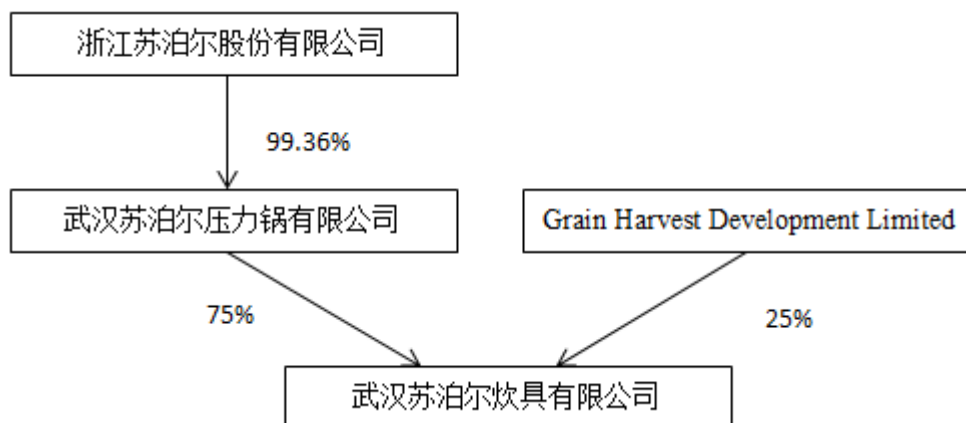 浙江苏泊尔股份有限公司
99.36%
武汉苏泊尔压力锅有限公司
Grain Harvest Development Limited
75%
25%
武汉苏泊尔炊具有限公司